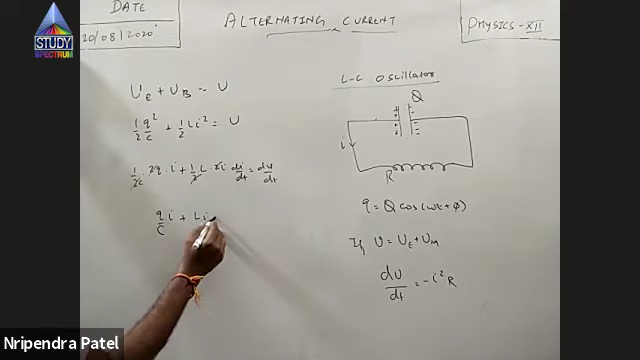 DATE
20/08/2020
STUDY
SPECTRUM
ALTERNATING CURRENT
PHYSICS - XII
U_E + U_B = U
1/2 q²/C + 1/2 Li² = U
1/2C · 2q · i + 1/2 L · 2i di/dt = dU/dt
q/C i + Li
L-C Oscillator
Q
i
R
q = Q cos(ωt + φ)
If U = U_E + U_M
dU/dt = -i²R
Nripendra Patel